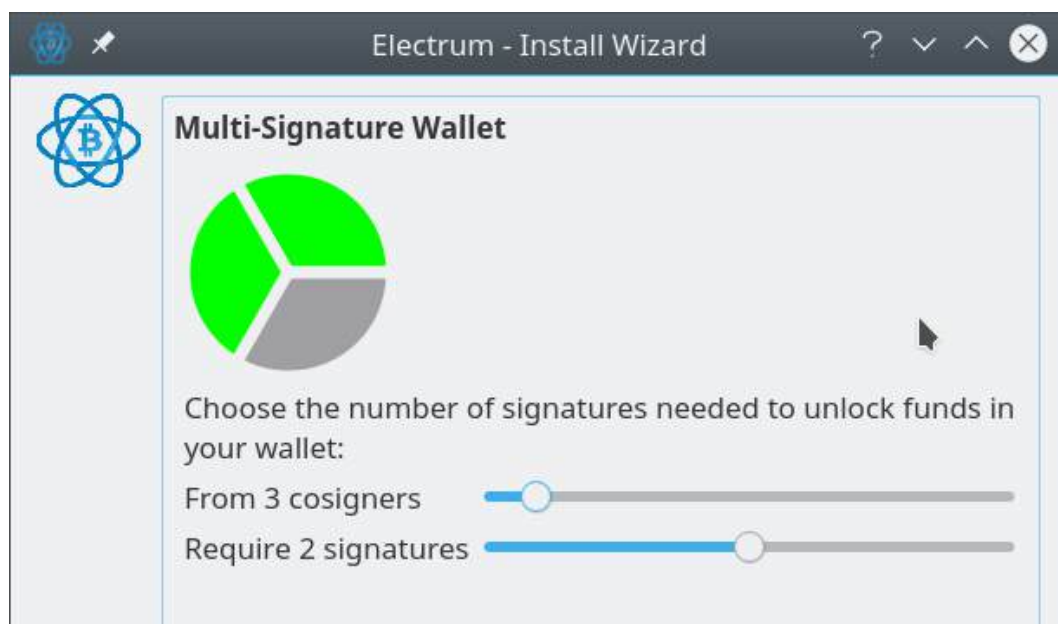 Electrum - Install Wizard
Multi-Signature Wallet
Choose the number of signatures needed to unlock funds in
your wallet:
From 3 cosigners
Require 2 signatures